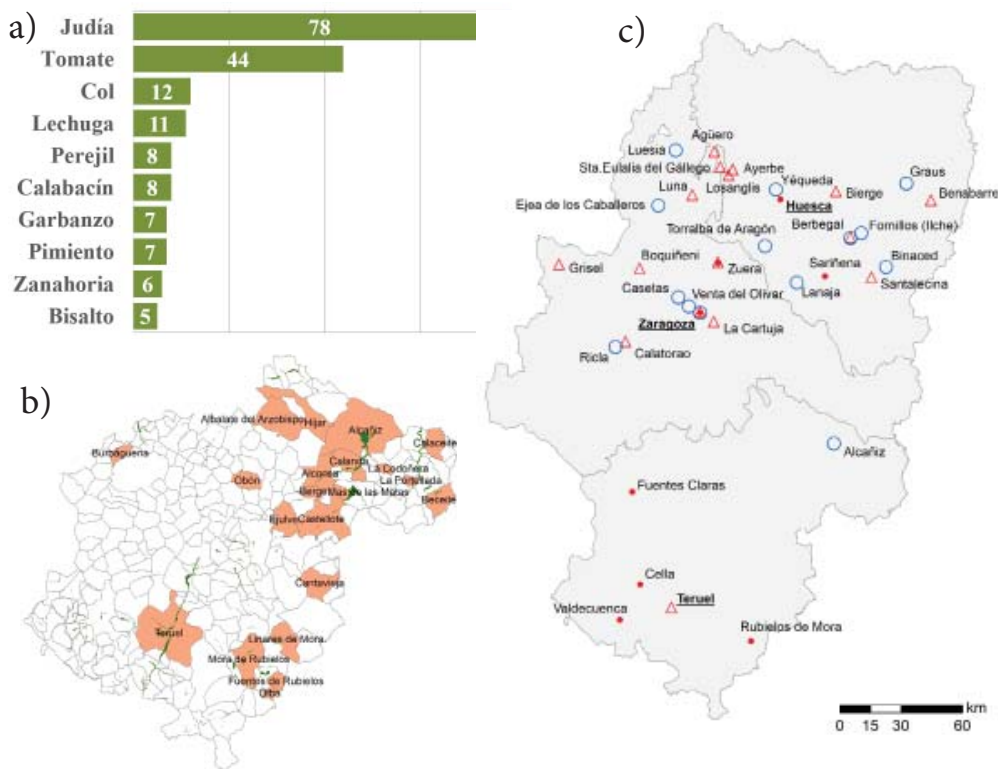 a)
Judía 78
Tomate 44
Col 12
Lechuga 11
Perejil 8
Calabacín 8
Garbanzo 7
Pimiento 7
Zanahoria 6
Bisalto 5
b)
Albalate del Arzobispo
Híjar
Alcañiz
Burbáguena
Calaceite
Calanda
La Codoñera
Obón
Alcorisa
La Portellada
Berge
Mas de las Matas
Beceite
Ejulve
Castellote
Cantavieja
Teruel
Linares de Mora
Mora de Rubielos
Fuentes de Rubielos
Olba
c)
Agüero
Luesia
Sta.Eulalia del Gállego
Ayerbe
Graus
Luna
Losanglis
Yéqueda
Bierge
Benabarre
Ejea de los Caballeros
Huesca
Berbegal
Fornillos (Ilche)
Torralba de Aragón
Boquiñeni
Binaced
Grisel
Zuera
Sariñena
Santalecina
Casetas
Venta del Olivar
Lanaja
Zaragoza
La Cartuja
Ricla
Calatorao
Alcañiz
Fuentes Claras
Cella
Teruel
Valdecuenca
Rubielos de Mora
km
0 15 30 60